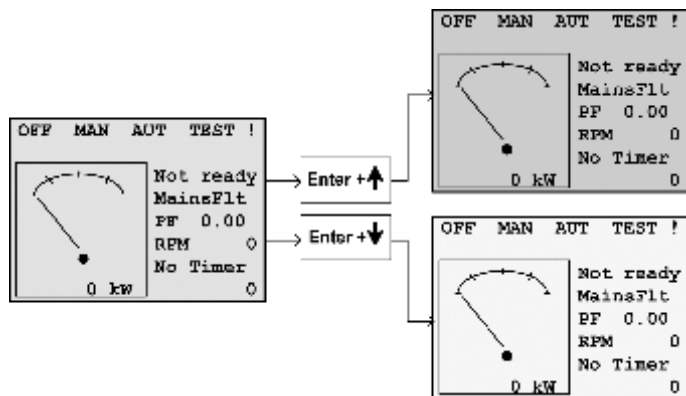 OFF MAN AUT TEST !
Not ready
MainsFlt
PF 0.00
RPM 0
No Timer
0 kW 0
Enter +
Enter +
OFF MAN AUT TEST !
Not ready
MainsFlt
PF 0.00
RPM 0
No Timer
0 kW 0
OFF MAN AUT TEST !
Not ready
MainsFlt
PF 0.00
RPM 0
No Timer
0 kW 0